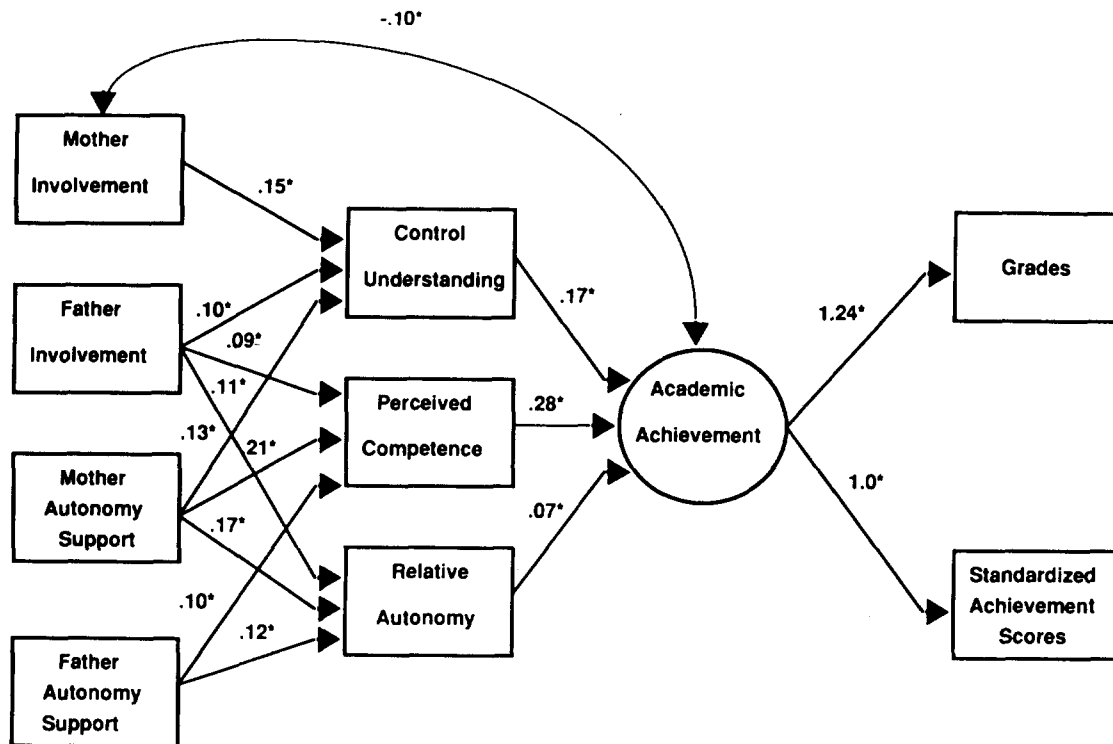 -.10*
Mother
Involvement
.15*
Control
Understanding
.17*
Grades
Father
Involvement
.10*
.09*
.11*
1.24*
Academic
Achievement
Perceived
Competence
.28*
.13*
.21*
Mother
Autonomy
Support
.17*
1.0*
.07*
Relative
Autonomy
Standardized
Achievement
Scores
.10*
.12*
Father
Autonomy
Support